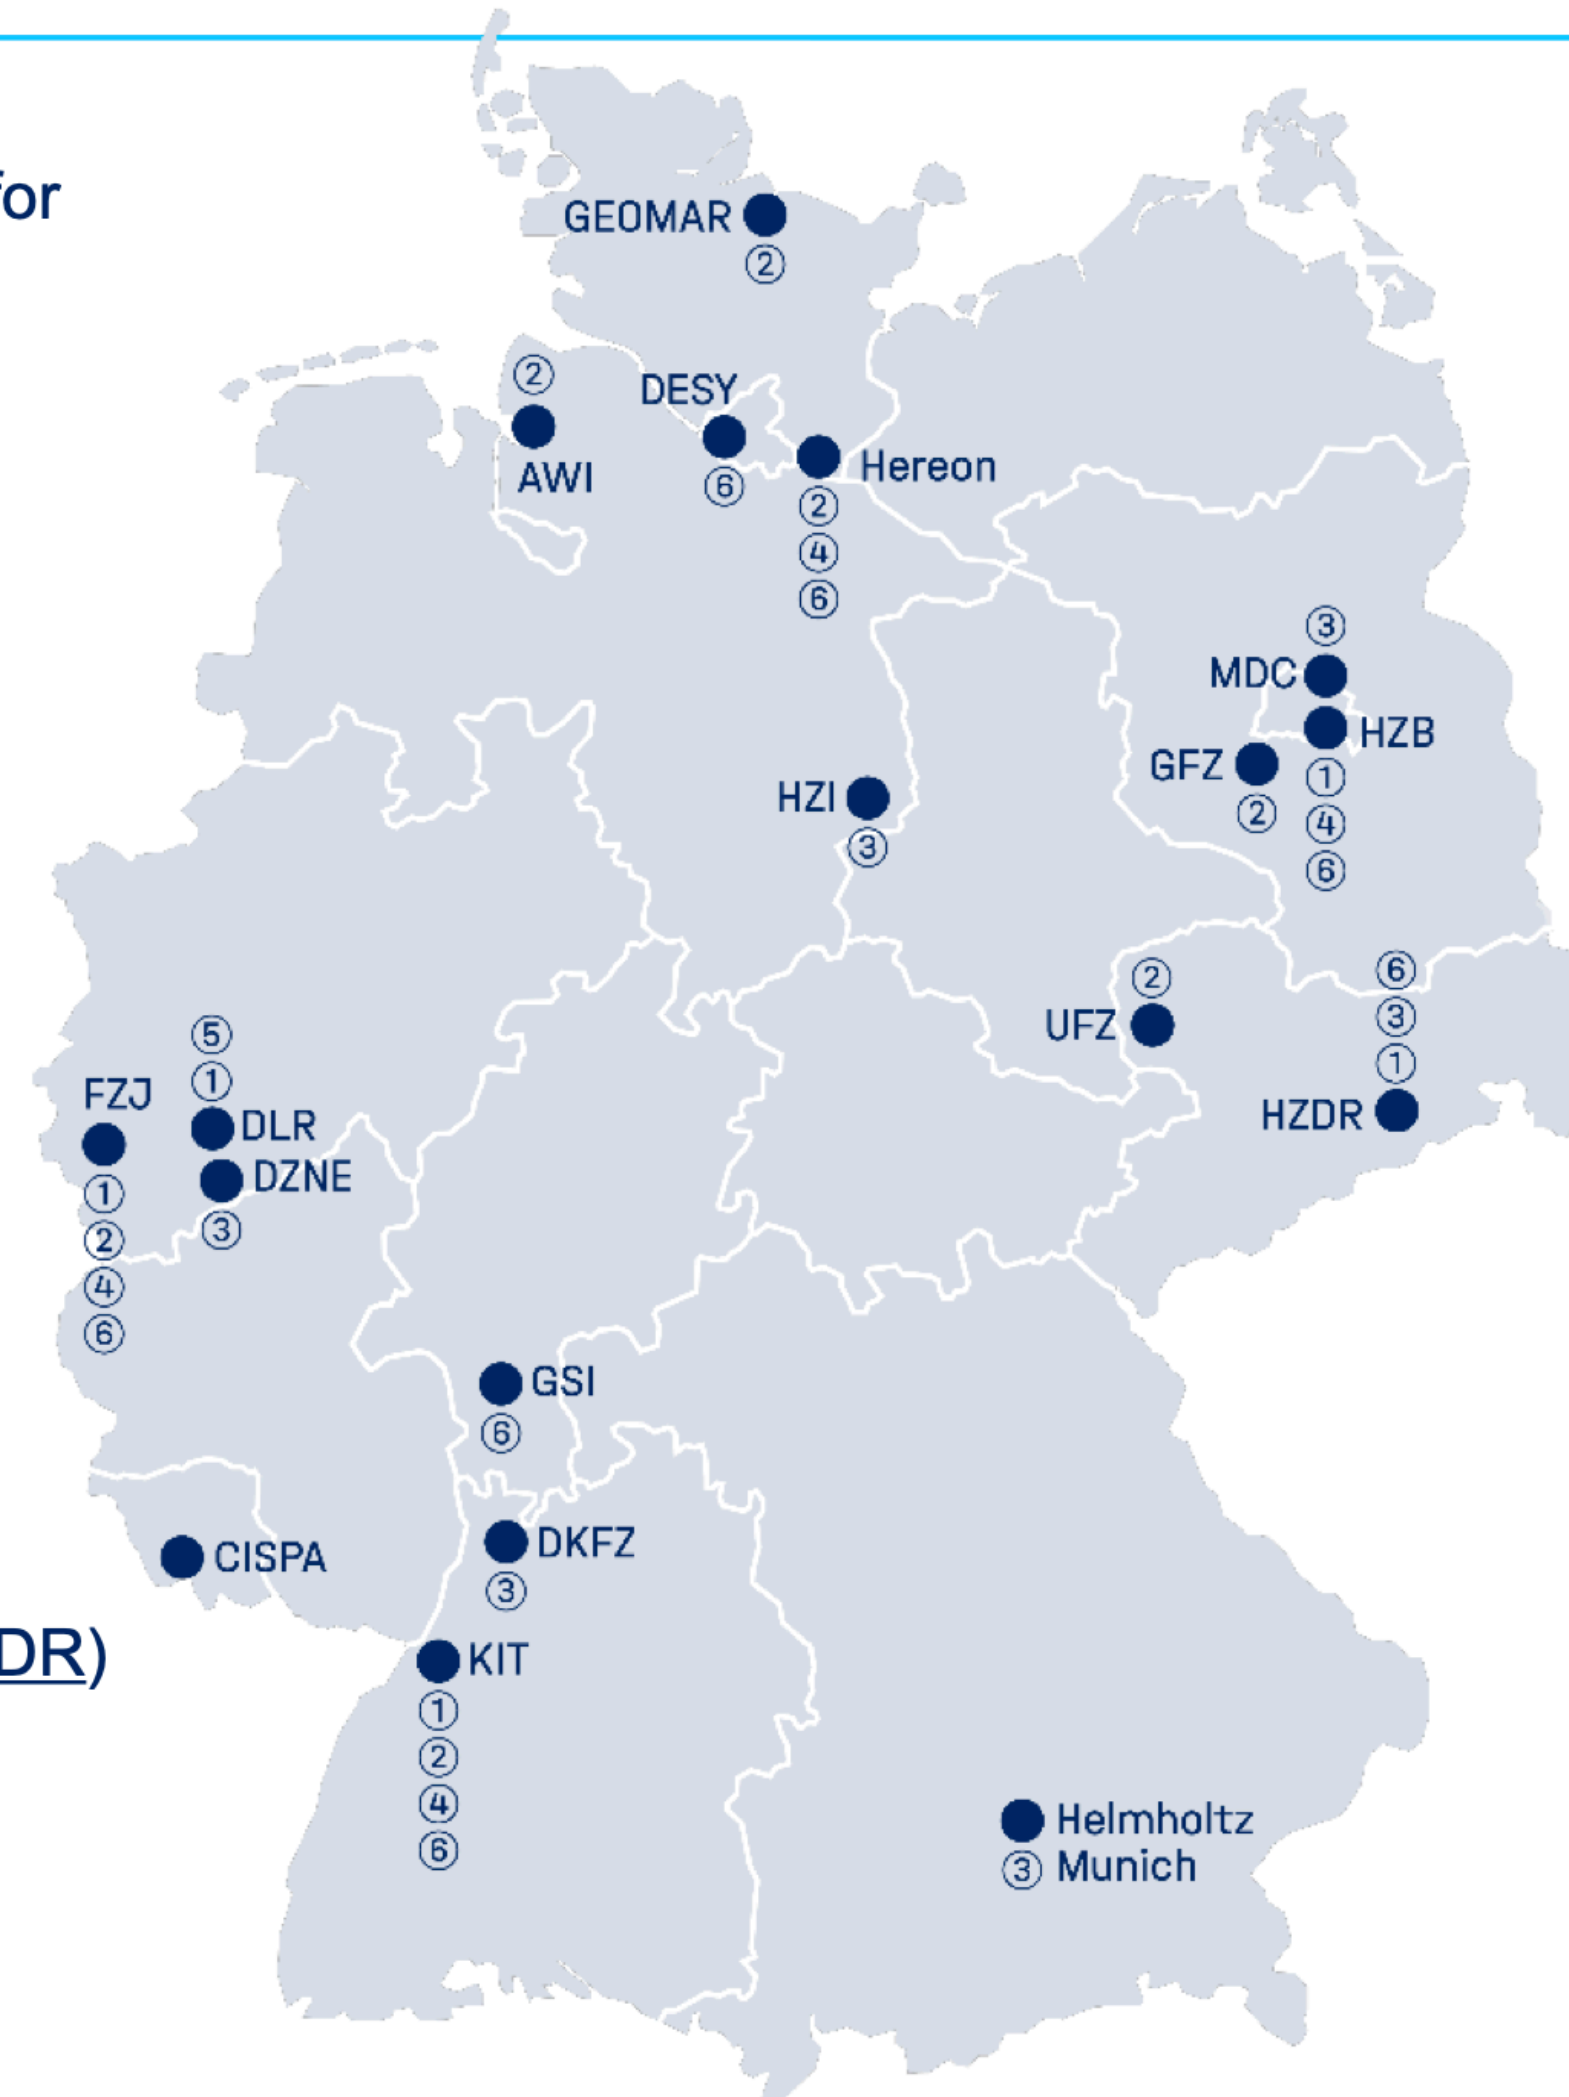 for
GEOMAR
②
②
AWI
DESY
⑥
Hereon
②
④
⑥
③
MDC
HZB
①
④
⑥
GFZ
②
HZI
③
②
UFZ
⑥
③
①
HZDR
⑤
①
DLR
FZJ
①
②
④
⑥
DZNE
③
GSI
⑥
CISPA
DKFZ
③
DR)
KIT
①
②
④
⑥
Helmholtz
③ Munich